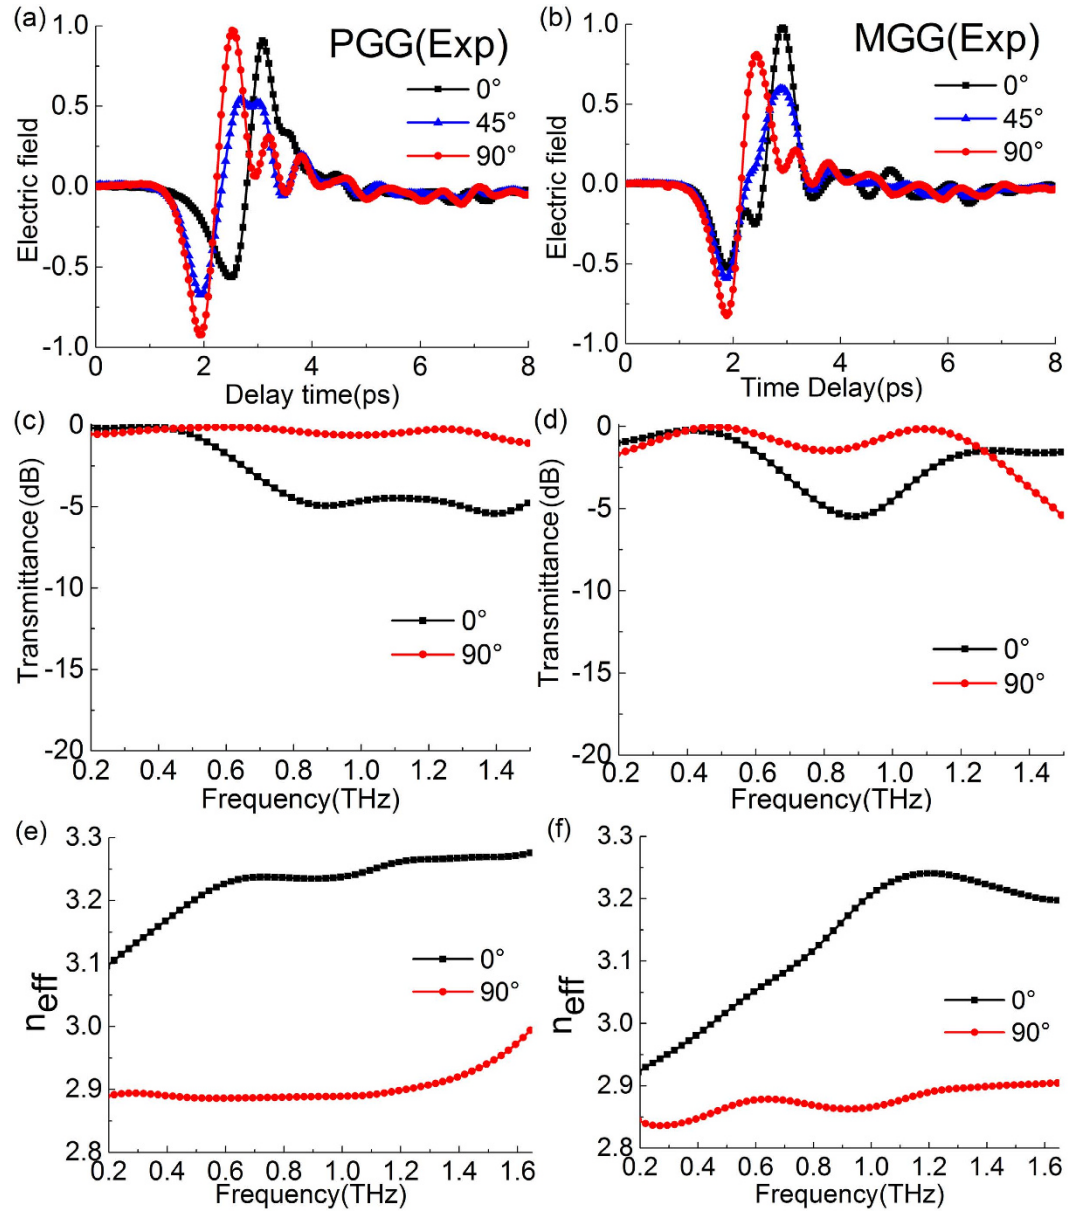 (a)
PGG(Exp)
0°
45°
90°
1.0
0.5
0.0
-0.5
-1.0
Electric field
0
2
4
6
8
Delay time(ps)
(b)
MGG(Exp)
0°
45°
90°
1.0
0.5
0.0
-0.5
1.0
Electric field
0
2
4
6
8
Time Delay(ps)
(c)
0
-5
-10
-15
-20
Transmittance (dB)
0°
90°
0.2 0.4 0.6 0.8 1.0 1.2 1.4
Frequency(THz)
(d)
0
-5
-10
-15
-20
Transmittance (dB)
0°
90°
0.2 0.4 0.6 0.8 1.0 1.2 1.4
Frequency(THz)
(e)
3.3
3.2
3.1
3.0
2.9
2.8
neff
0°
90°
0.2 0.4 0.6 0.8 1.0 1.2 1.4 1.6
Frequency(THz)
(f)
3.3
3.2
3.1
3.0
2.9
2.8
neff
0°
90°
0.2 0.4 0.6 0.8 1.0 1.2 1.4 1.6
Frequency(THz)